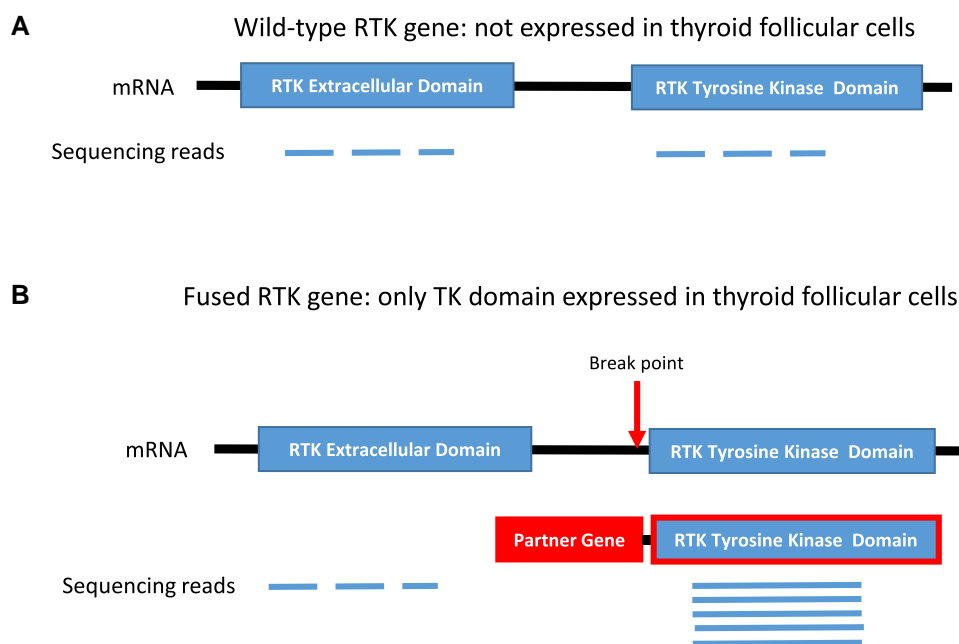 A
Wild-type RTK gene: not expressed in thyroid follicular cells
mRNA
RTK Extracellular Domain
RTK Tyrosine Kinase Domain
Sequencing reads
B
Fused RTK gene: only TK domain expressed in thyroid follicular cells
Break point
mRNA
RTK Extracellular Domain
RTK Tyrosine Kinase Domain
Partner Gene
RTK Tyrosine Kinase Domain
Sequencing reads